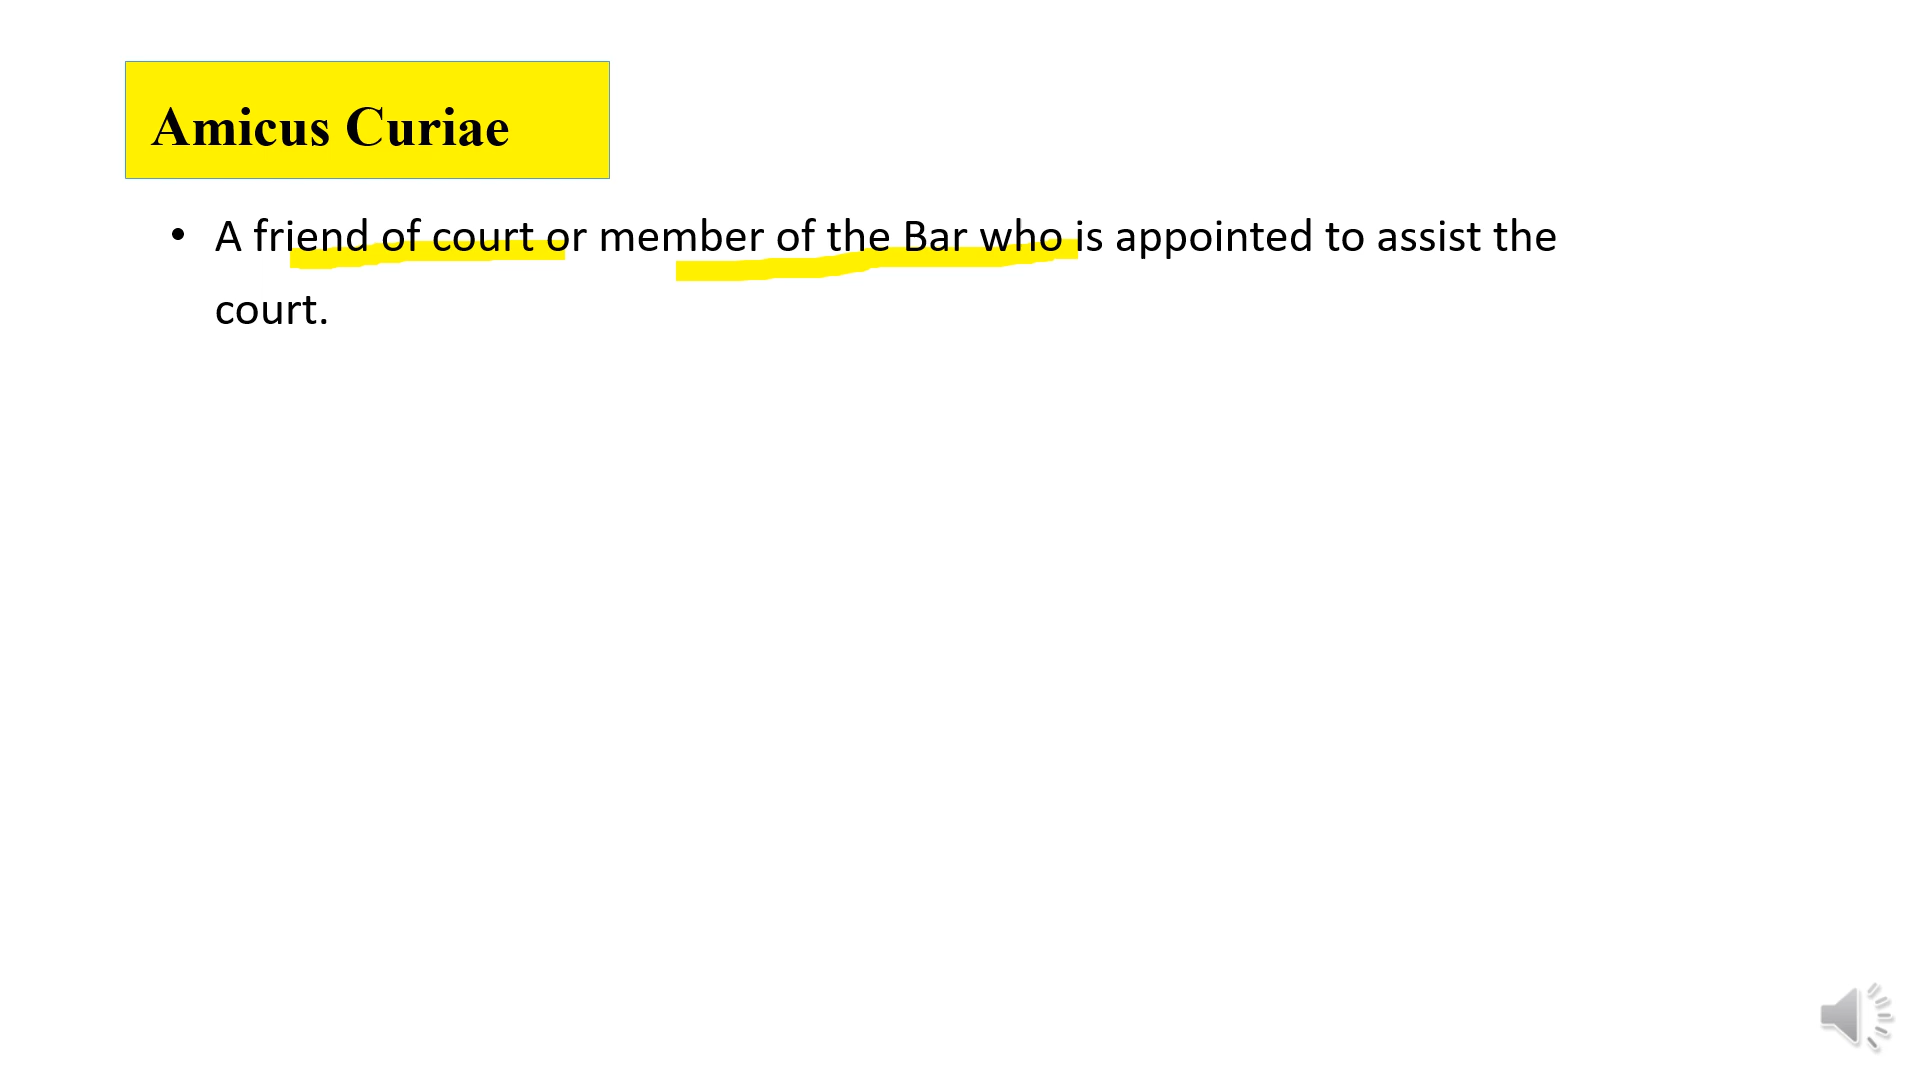 Amicus Curiae
• A friend of court or member of the Bar who is appointed to assist the
court.